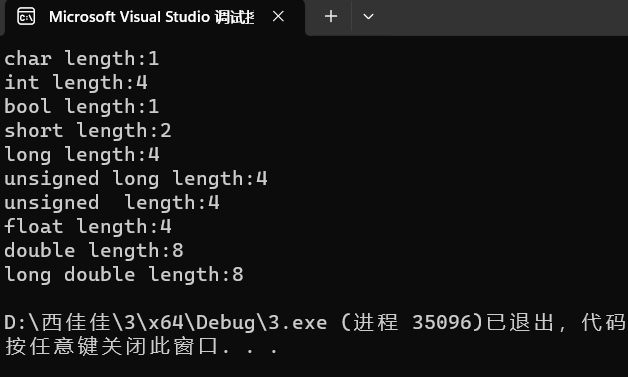 Microsoft Visual Studio 调试
char length:1
int length:4
bool length:1
short length:2
long length:4
unsigned long length:4
unsigned  length:4
float length:4
double length:8
long double length:8
D:\西佳佳\3\x64\Debug\3.exe (进程 35096)已退出，代码
按任意键关闭此窗口. . .